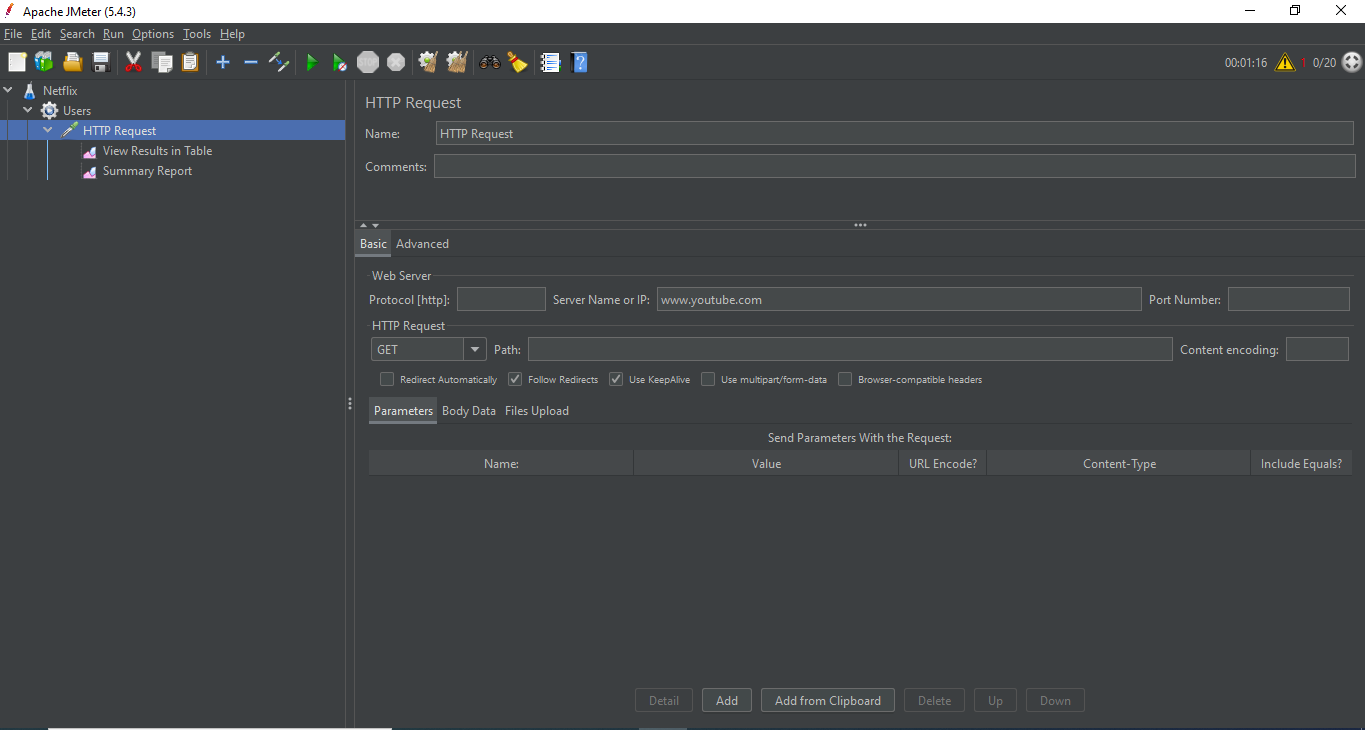 Apache JMeter (5.4.3)
File Edit Search Run Options Tools Help
STOP
00:01:16 0/20
Netflix
Users
HTTP Request
View Results in Table
Summary Report
HTTP Request
Name: HTTP Request
Comments:
Basic Advanced
Web Server
Protocol [http]: Server Name or IP: www.youtube.com Port Number:
HTTP Request
GET Path: Content encoding:
Redirect Automatically Follow Redirects Use KeepAlive Use multipart/form-data Browser-compatible headers
Parameters Body Data Files Upload
Send Parameters With the Request:
Name: Value URL Encode? Content-Type Include Equals?
Detail Add Add from Clipboard Delete Up Down